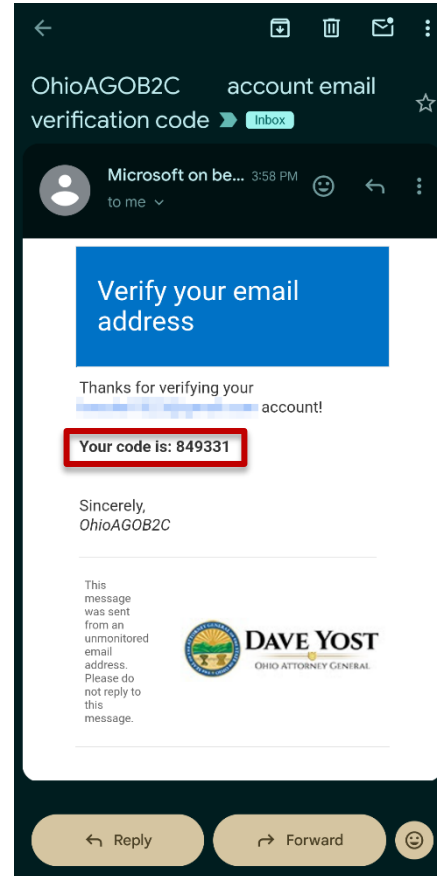 OhioAGOB2C account email
verification code Inbox
Microsoft on be... 3:58 PM
to me
Verify your email
address
Thanks for verifying your
account!
Your code is: 849331
Sincerely,
OhioAGOB2C
This
message
was sent
from an
unmonitored
email
address.
Please do
not reply to
this
message.
DAVE YOST
OHIO ATTORNEY GENERAL
Reply
Forward